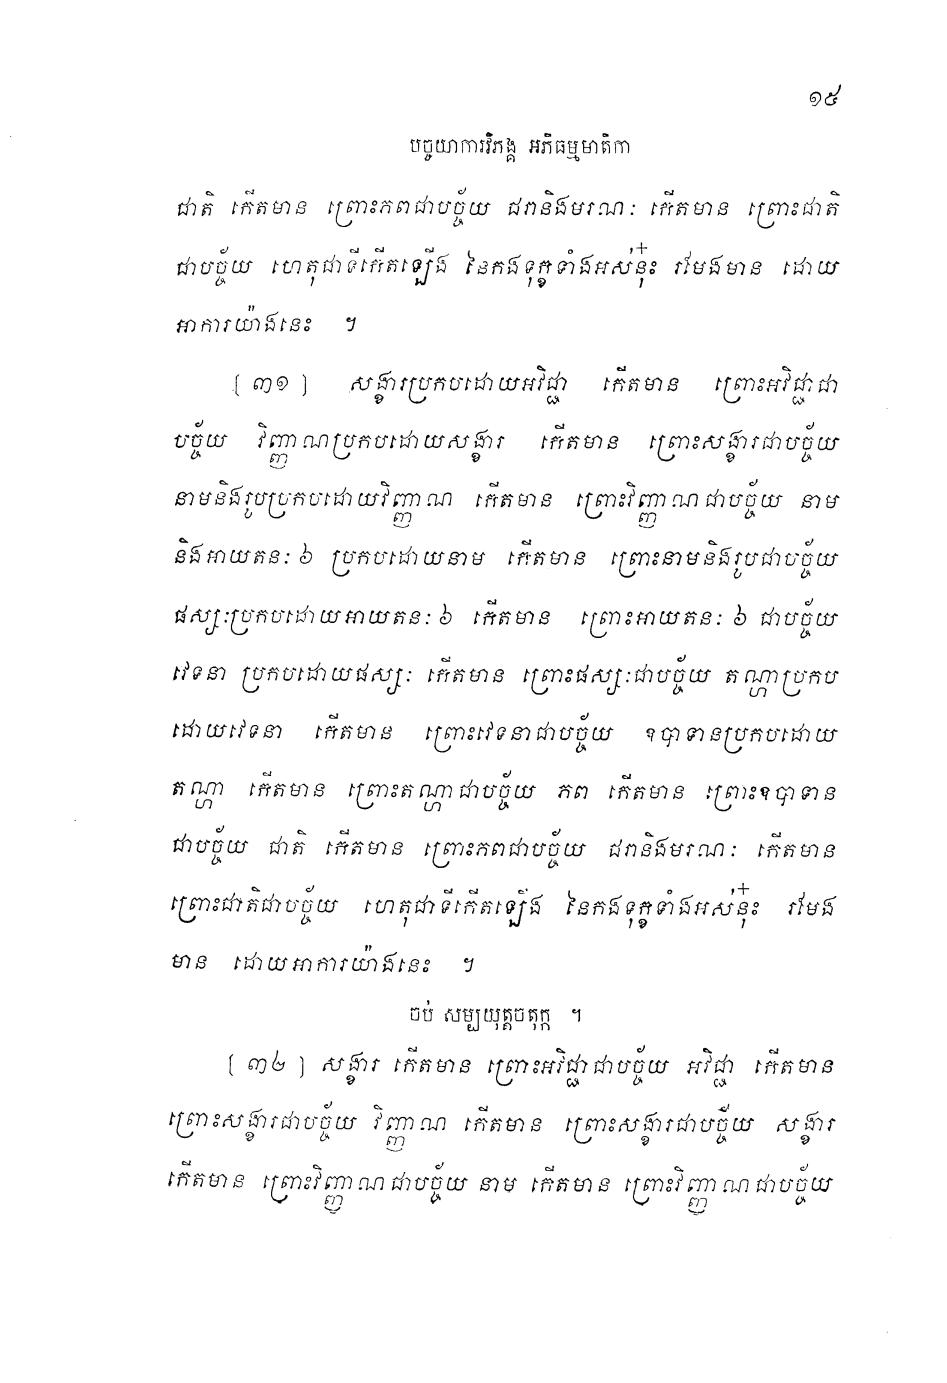 ១៥
បច្ចយាការវិភង្គ អភិធម្មមាតិកា
ជាតិ កើតមាន ព្រោះភពជាបច្ច័យ ជរានិងមរណៈ កើតមាន ព្រោះជាតិ
ជាបច្ច័យ ហេតុជាទីកើតឡើង នៃកងទុក្ខទាំងអស់នុ៎ះ រមែងមាន ដោយ
អាការយ៉ាងនេះ ។
[ ៣១ ] សង្ខារប្រកបដោយអវិជ្ជា កើតមាន ព្រោះអវិជ្ជាជា
បច្ច័យ វិញ្ញាណប្រកបដោយសង្ខារ កើតមាន ព្រោះសង្ខារជាបច្ច័យ
នាមនិងរូបប្រកបដោយវិញ្ញាណ កើតមាន ព្រោះវិញ្ញាណជាបច្ច័យ នាម
និងអាយតនៈ ៦ ប្រកបដោយនាម កើតមាន ព្រោះនាមនិងរូបជាបច្ច័យ
ផស្សៈប្រកបដោយអាយតនៈ ៦ កើតមាន ព្រោះអាយតនៈ ៦ ជាបច្ច័យ
វេទនា ប្រកបដោយផស្សៈ កើតមាន ព្រោះផស្សៈជាបច្ច័យ តណ្ហាប្រកប
ដោយវេទនា កើតមាន ព្រោះវេទនាជាបច្ច័យ ឧបាទានប្រកបដោយ
តណ្ហា កើតមាន ព្រោះតណ្ហាជាបច្ច័យ ភព កើតមាន ព្រោះឧបាទាន
ជាបច្ច័យ ជាតិ កើតមាន ព្រោះភពជាបច្ច័យ ជរានិងមរណៈ កើតមាន
ព្រោះជាតិជាបច្ច័យ ហេតុជាទីកើតឡើង នៃកងទុក្ខទាំងអស់នុ៎ះ រមែង
មាន ដោយអាការយ៉ាងនេះ ។
ចប់ សម្បយុត្តចតុក្ក ។
[ ៣២ ] សង្ខារ កើតមាន ព្រោះអវិជ្ជាជាបច្ច័យ អវិជ្ជា កើតមាន
ព្រោះសង្ខារជាបច្ច័យ វិញ្ញាណ កើតមាន ព្រោះសង្ខារជាបច្ច័យ សង្ខារ
កើតមាន ព្រោះវិញ្ញាណជាបច្ច័យ នាម កើតមាន ព្រោះវិញ្ញាណជាបច្ច័យ